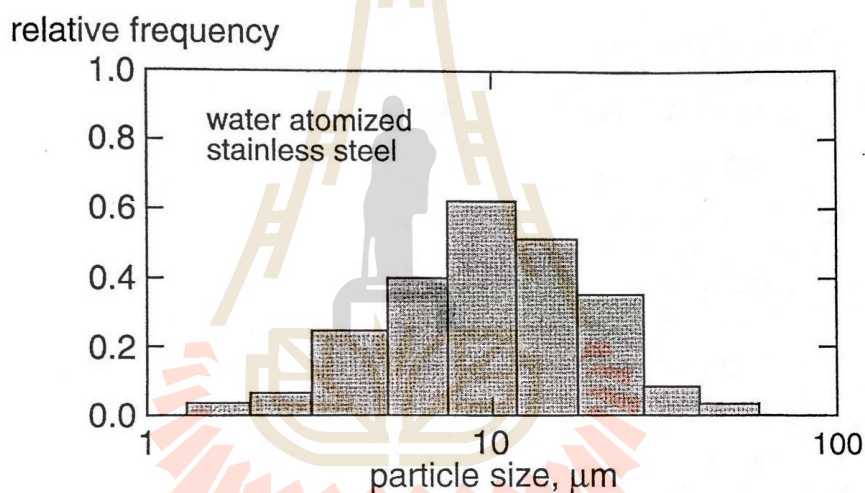 relative frequency
1.0
water atomized
stainless steel
0.8
0.6
0.4
0.2
0.0
1 10 100
particle size, μm